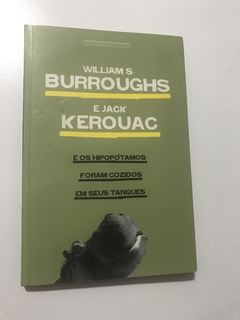 WILLIAM S
BURROUGHS
E JACK
KEROUAC
E OS HIPOPÓTAMOS
FORAM COZIDOS
EM SEUS TANQUES